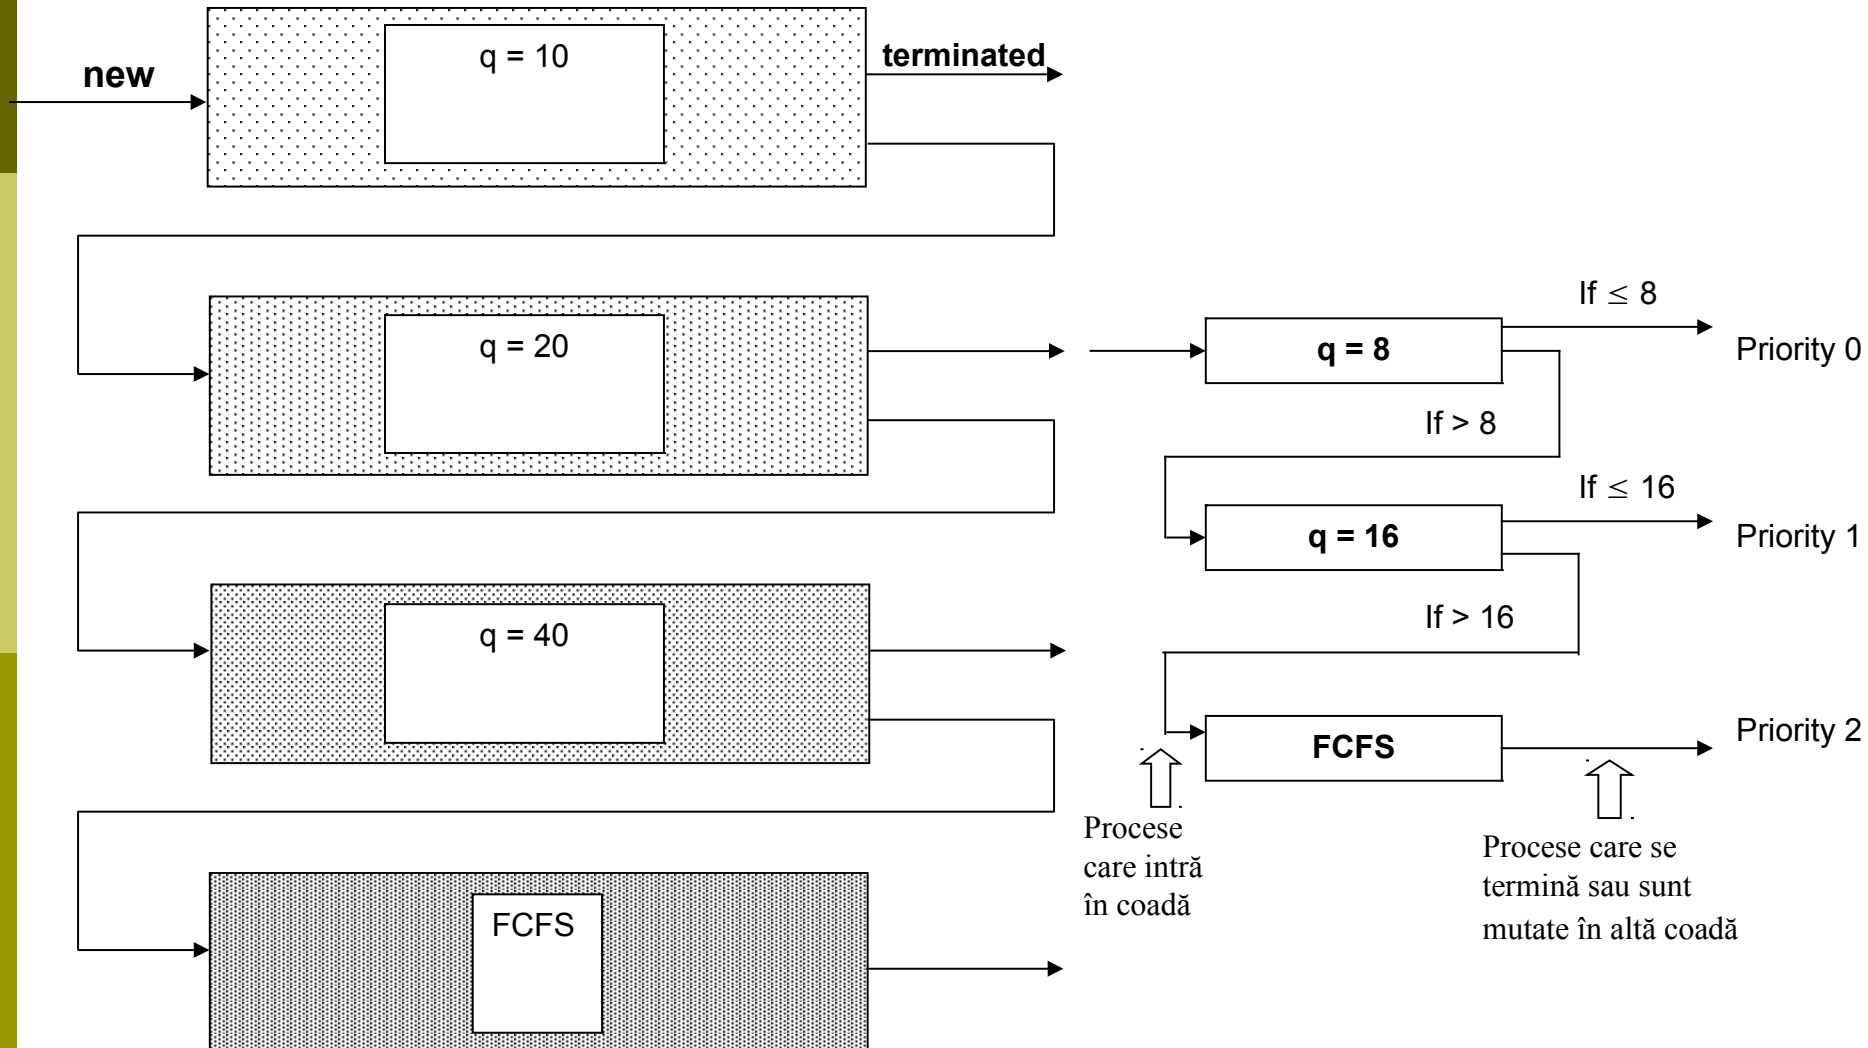 new
q = 10
terminated
q = 20
q = 40
FCFS
If ≤ 8
q = 8
Priority 0
If > 8
If ≤ 16
q = 16
Priority 1
If > 16
FCFS
Priority 2
Procese
care intră
în coadă
Procese care se
termină sau sunt
mutate în altă coadă